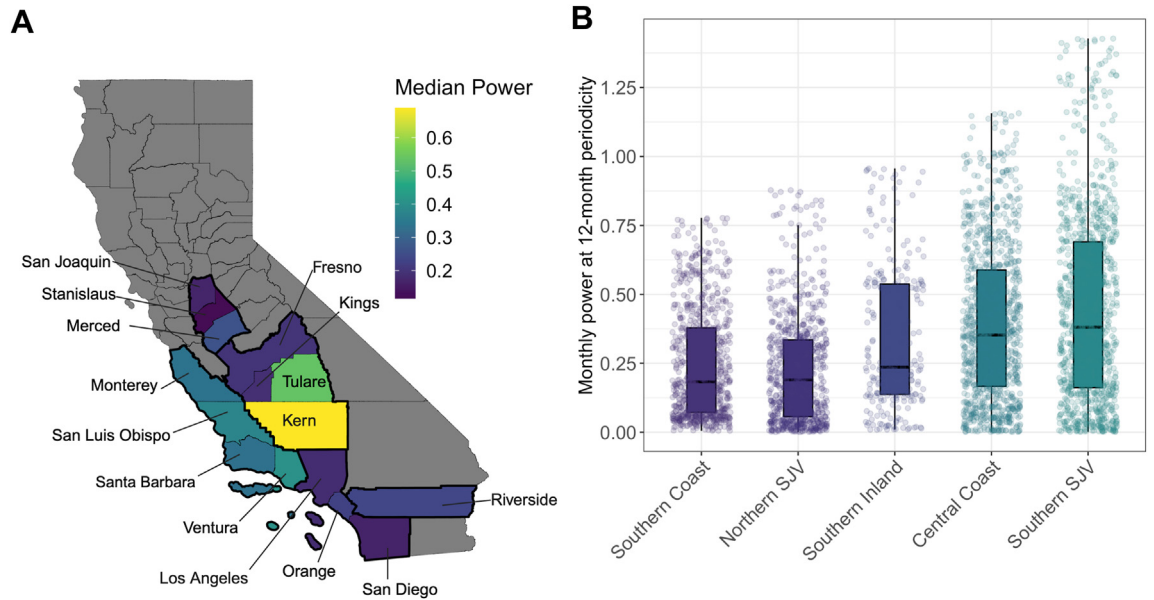 A
Median Power
0.6
0.5
0.4
0.3
0.2
San Joaquin
Stanislaus
Merced
Fresno
Kings
Monterey
Tulare
San Luis Obispo
Kern
Santa Barbara
Ventura
Riverside
Los Angeles
Orange
San Diego
B
Monthly power at 12-month periodicity
1.25
1.00
0.75
0.50
0.25
0.00
Southern Coast
Northern SJV
Southern Inland
Central Coast
Southern SJV